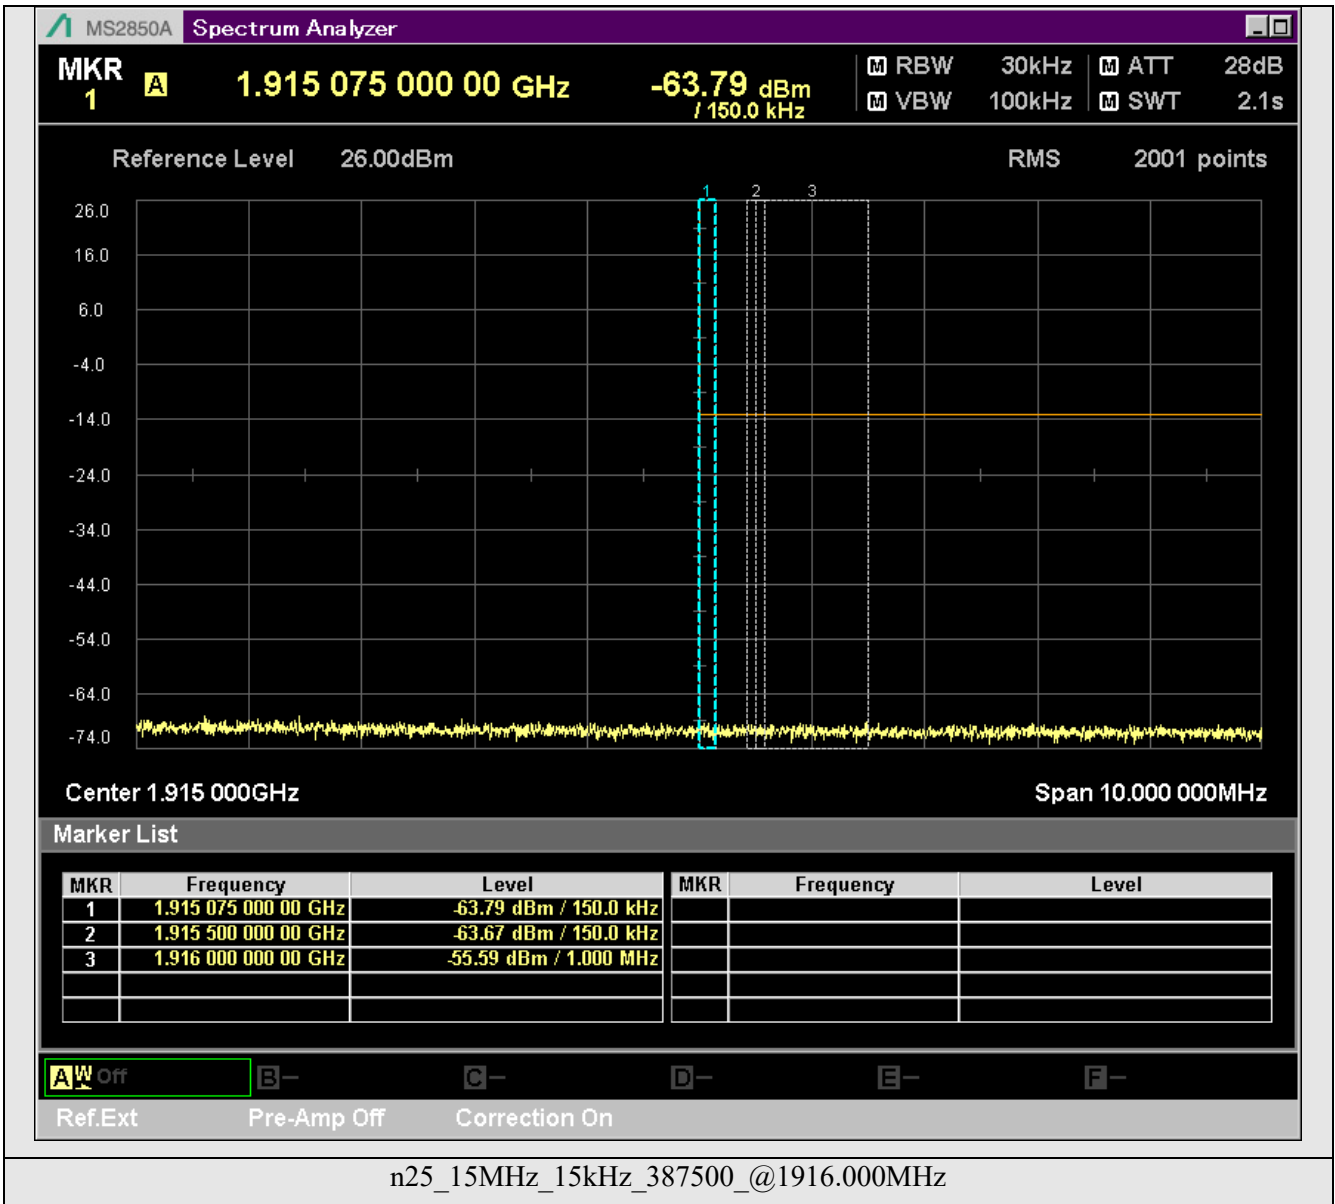 MS2850A Spectrum Analyzer
MKR 1 A 1.915 075 000 00 GHz -63.79 dBm / 150.0 kHz
M RBW 30kHz M ATT 28dB
M VBW 100kHz M SWT 2.1s
Reference Level 26.00dBm RMS 2001 points
1 2 3
26.0
16.0
6.0
-4.0
-14.0
-24.0
-34.0
-44.0
-54.0
-64.0
-74.0
Center 1.915 000GHz Span 10.000 000MHz
Marker List
MKR Frequency Level MKR Frequency Level
1 1.915 075 000 00 GHz -63.79 dBm / 150.0 kHz
2 1.915 500 000 00 GHz -63.67 dBm / 150.0 kHz
3 1.916 000 000 00 GHz -55.59 dBm / 1.000 MHz
A W Off B- C- D- E- F-
Ref.Ext Pre-Amp Off Correction On
n25_15MHz_15kHz_387500_@1916.000MHz